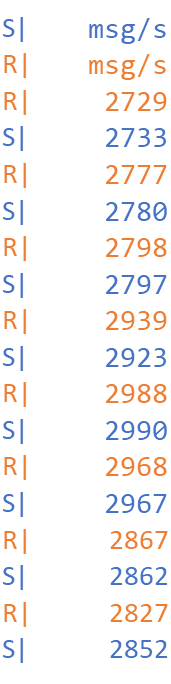 S| msg/s
R| msg/s
R| 2729
S| 2733
R| 2777
S| 2780
R| 2798
S| 2797
R| 2939
S| 2923
R| 2988
S| 2990
R| 2968
S| 2967
R| 2867
S| 2862
R| 2827
S| 2852